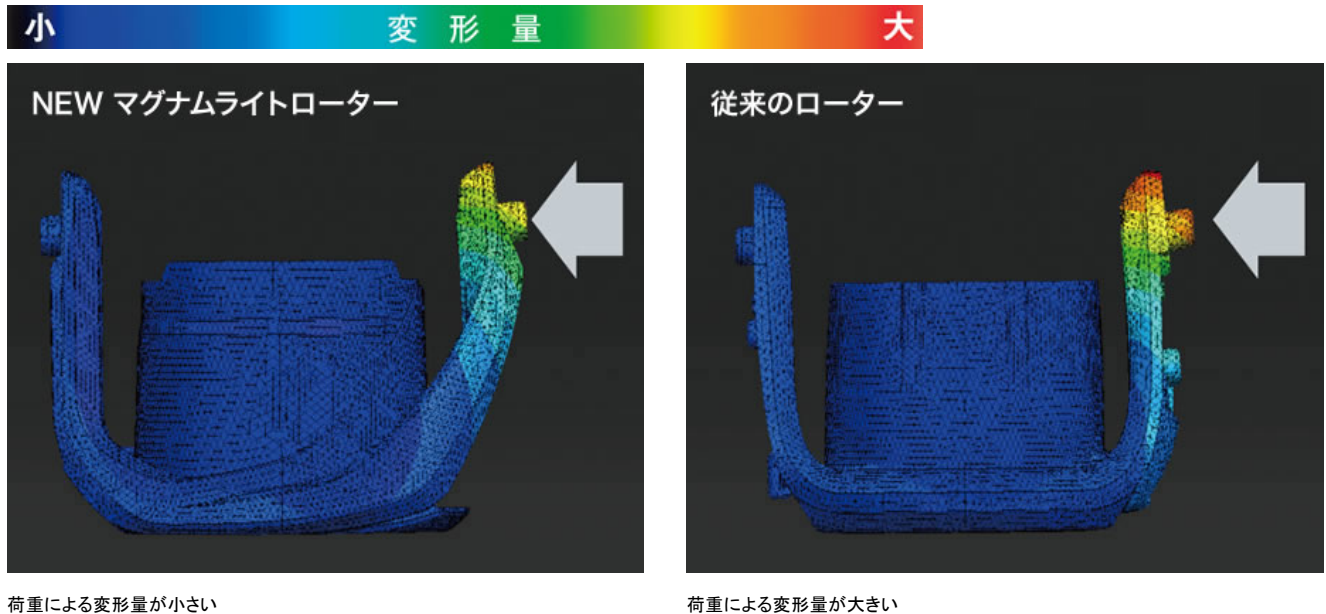 小 変形量 大
NEW マグナムライトローター
従来のローター
荷重による変形量が小さい
荷重による変形量が大きい